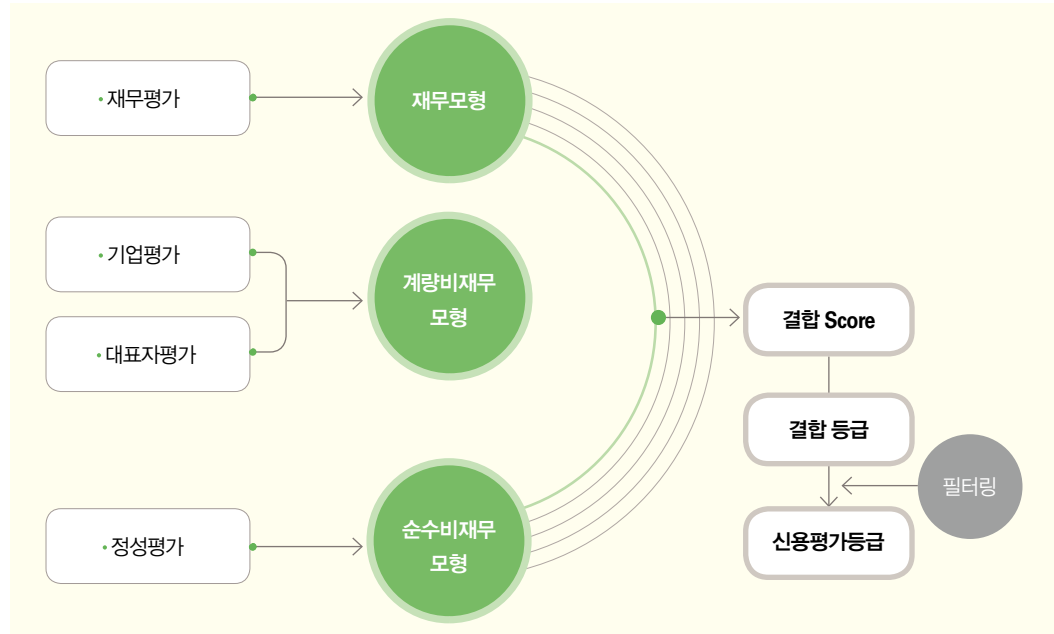 • 재무평가
재무모형
• 기업평가
• 대표자평가
계량비재무
모형
• 정성평가
순수비재무
모형
결합 Score
결합 등급
필터링
신용평가등급